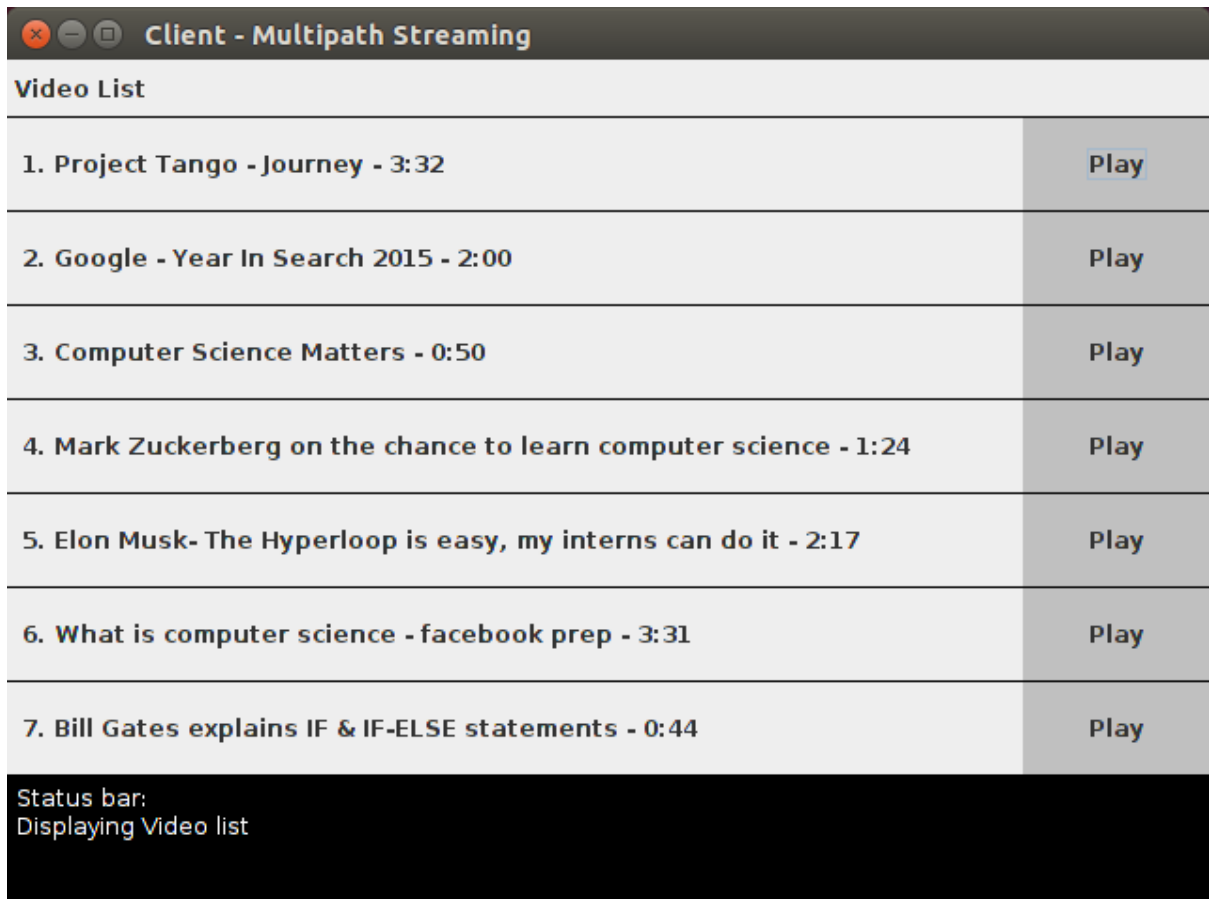 Client - Multipath Streaming
Video List
1. Project Tango - Journey - 3:32 Play
2. Google - Year In Search 2015 - 2:00 Play
3. Computer Science Matters - 0:50 Play
4. Mark Zuckerberg on the chance to learn computer science - 1:24 Play
5. Elon Musk- The Hyperloop is easy, my interns can do it - 2:17 Play
6. What is computer science - facebook prep - 3:31 Play
7. Bill Gates explains IF & IF-ELSE statements - 0:44 Play
Status bar:
Displaying Video list